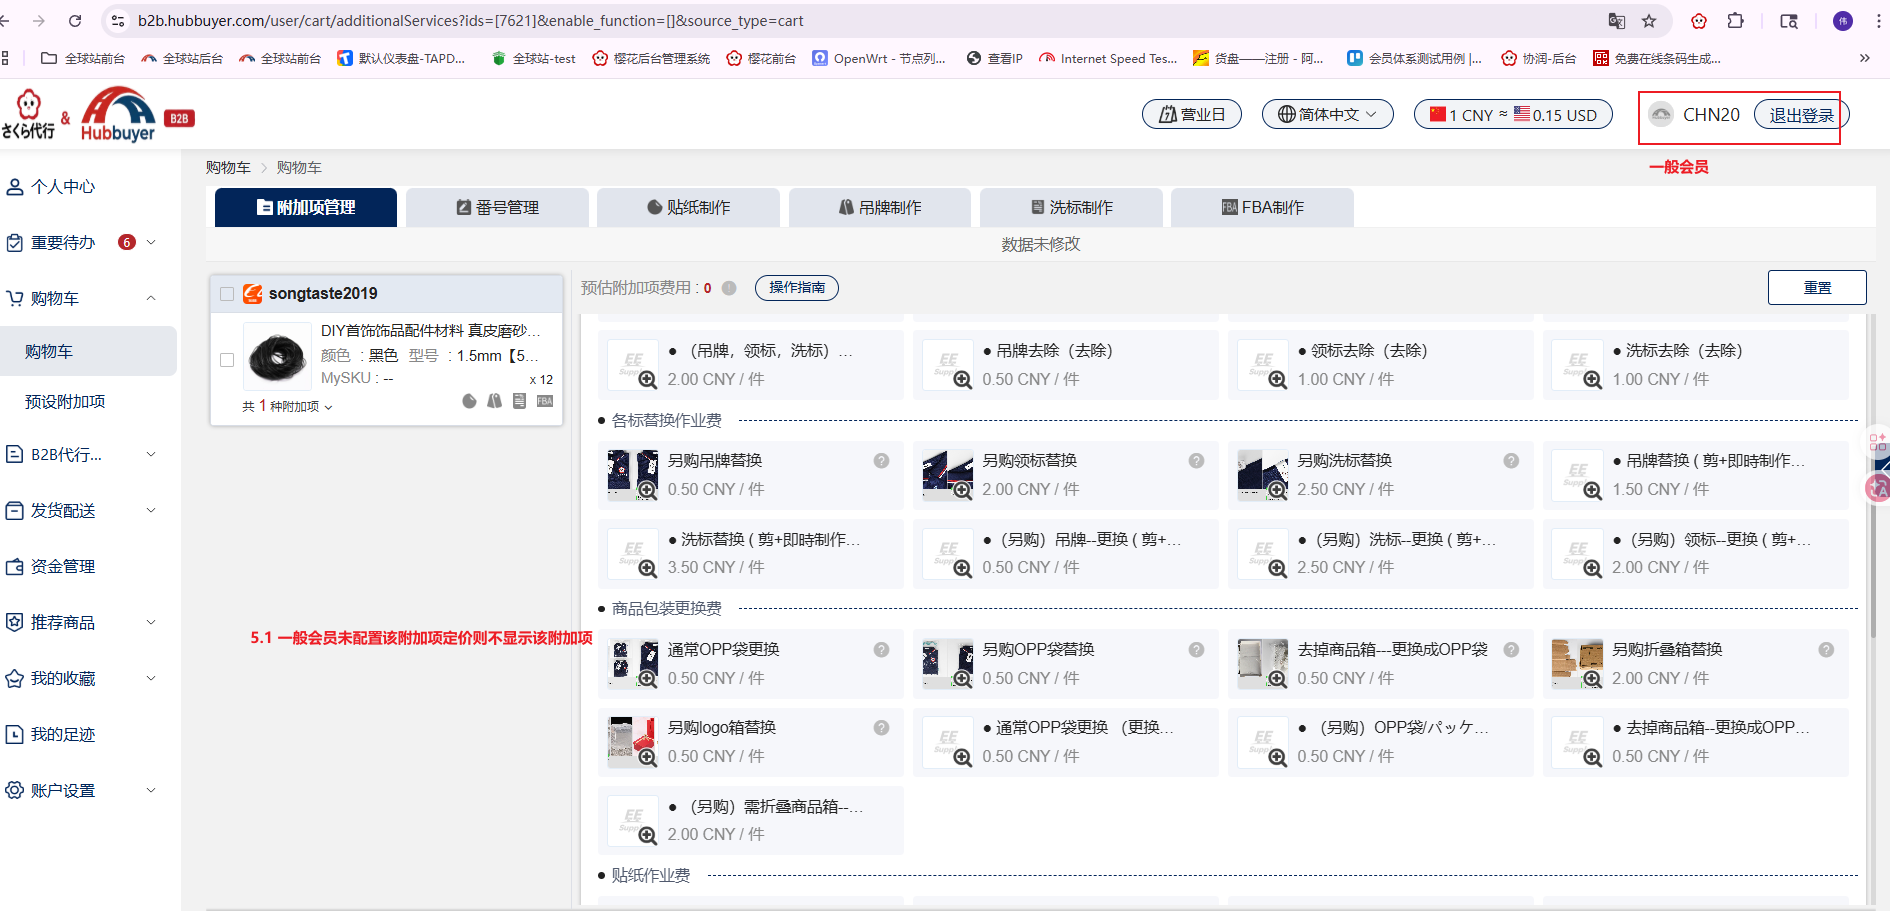 b2b.hubbuyer.com/user/cart/additionalServices?ids=[7621]&enable_function=[]&source_type=cart
伟
全球站前台
全球站后台
全球站前台
默认仪表盘-TAPD...
全球站-test
樱花后台管理系统
樱花前台
OpenWrt - 节点列...
查看IP
Internet Speed Tes...
货盘——注册 - 阿...
会员体系测试用例 |...
协润-后台
免费在线条码生成...
さくら代行
&
Hubbuyer
B2B
营业日
简体中文
1 CNY ≈ 0.15 USD
CHN20
退出登录
一般会员
个人中心
重要待办 6
购物车
购物车
预设附加项
B2B代行...
发货配送
资金管理
推荐商品
我的收藏
我的足迹
账户设置
购物车 > 购物车
附加项管理
番号管理
贴纸制作
吊牌制作
洗标制作
FBA FBA制作
数据未修改
songtaste2019
DIY首饰饰品配件材料 真皮磨砂...
颜色 : 黑色 型号 : 1.5mm【5...
MySKU : --
x 12
共 1 种附加项
FBA
预估附加项费用 : 0
操作指南
重置
● （吊牌，领标，洗标）...
2.00 CNY / 件
● 吊牌去除（去除)
0.50 CNY / 件
● 领标去除（去除)
1.00 CNY / 件
● 洗标去除（去除)
1.00 CNY / 件
● 各标替换作业费
另购吊牌替换
0.50 CNY / 件
另购领标替换
2.00 CNY / 件
另购洗标替换
2.50 CNY / 件
● 吊牌替换 ( 剪+即時制作...
1.50 CNY / 件
● 洗标替换 ( 剪+即時制作...
3.50 CNY / 件
●（另购）吊牌--更换 ( 剪+...
0.50 CNY / 件
●（另购）洗标--更换 ( 剪+...
2.50 CNY / 件
●（另购）领标--更换 ( 剪+...
2.00 CNY / 件
● 商品包装更换费
5.1 一般会员未配置该附加项定价则不显示该附加项
通常OPP袋更换
0.50 CNY / 件
另购OPP袋替换
0.50 CNY / 件
去掉商品箱---更换成OPP袋
0.50 CNY / 件
另购折叠箱替换
2.00 CNY / 件
另购logo箱替换
0.50 CNY / 件
● 通常OPP袋更换 （更换...
0.50 CNY / 件
● （另购）OPP袋/パッケ...
0.50 CNY / 件
● 去掉商品箱--更换成OPP...
0.50 CNY / 件
● （另购）需折叠商品箱--...
2.00 CNY / 件
● 贴纸作业费